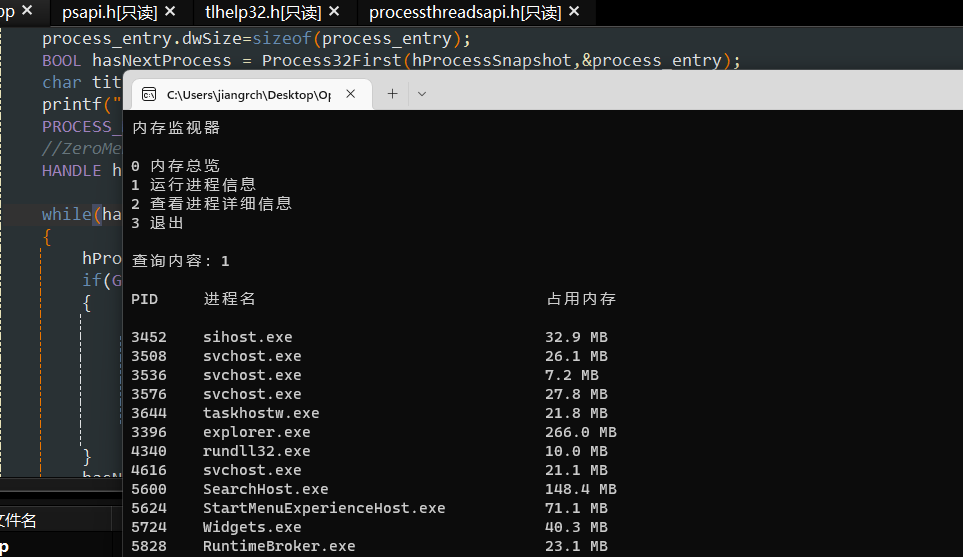 psapi.h[只读] × tlhelp32.h[只读] × processthreadsapi.h[只读] ×
process_entry.dwSize=sizeof(process_entry);
BOOL hasNextProcess = Process32First(hProcessSnapshot,&process_entry);
char tit
printf("
PROCESS_
//ZeroMe
HANDLE h
while(ha
{
hPro
if(G
{
}
C:\Users\jiangrch\Desktop\Op
内存监视器
0 内存总览
1 运行进程信息
2 查看进程详细信息
3 退出
查询内容: 1
PID 进程名 占用内存
3452 sihost.exe 32.9 MB
3508 svchost.exe 26.1 MB
3536 svchost.exe 7.2 MB
3576 svchost.exe 27.8 MB
3644 taskhostw.exe 21.8 MB
3396 explorer.exe 266.0 MB
4340 rundll32.exe 10.0 MB
4616 svchost.exe 21.1 MB
5600 SearchHost.exe 148.4 MB
5624 StartMenuExperienceHost.exe 71.1 MB
5724 Widgets.exe 40.3 MB
5828 RuntimeBroker.exe 23.1 MB
文件名